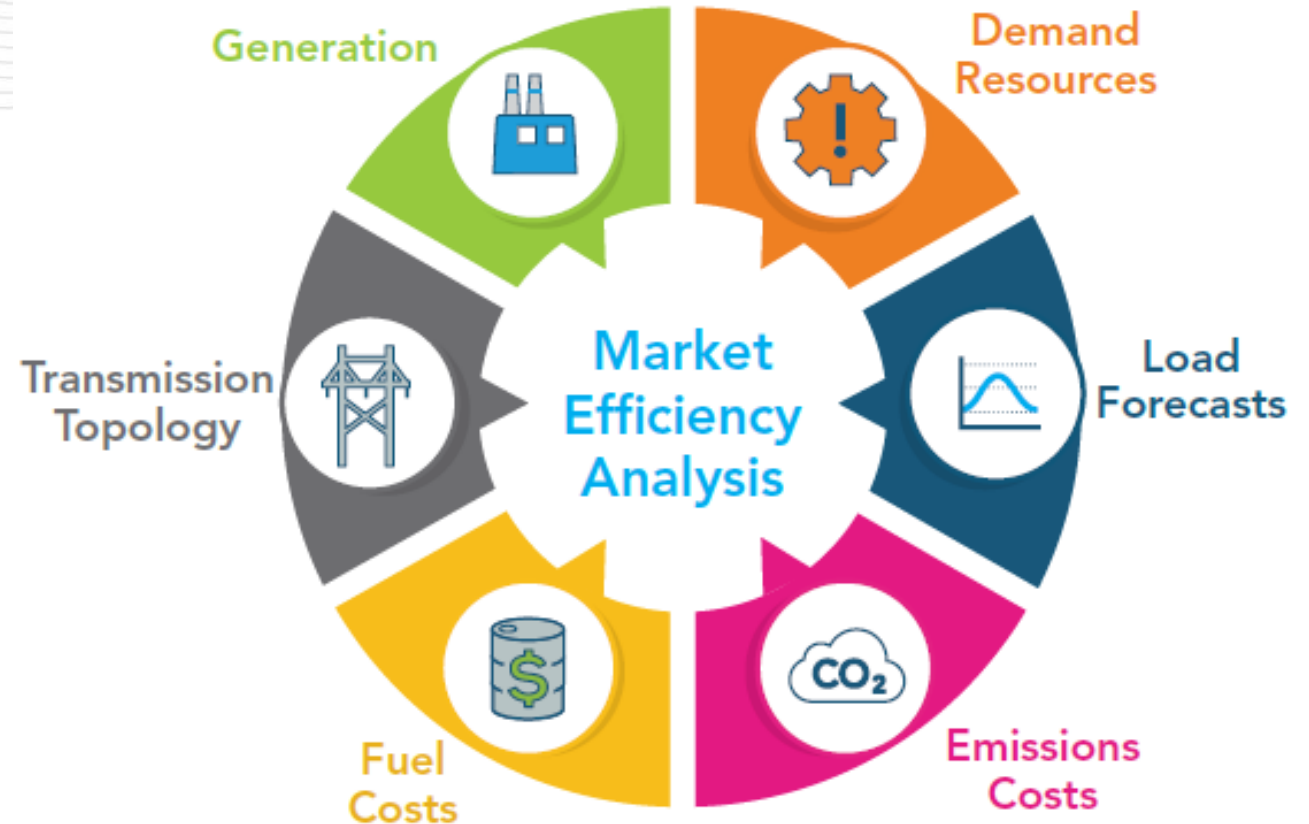 Generation
Demand
Resources
!
Market
Efficiency
Analysis
Transmission
Topology
Load
Forecasts
$
CO₂
Fuel
Costs
Emissions
Costs